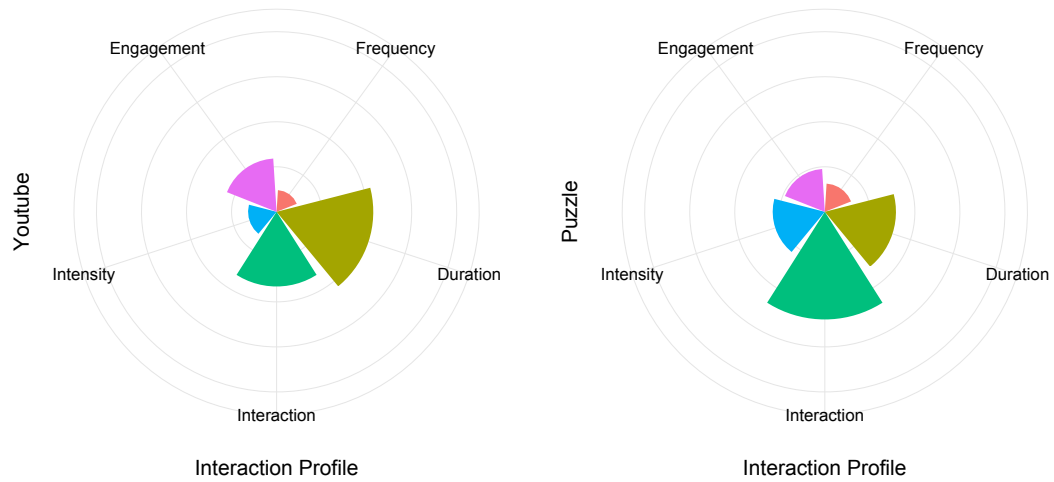 Engagement
Frequency
Youtube
Intensity
Duration
Interaction
Interaction Profile
Engagement
Frequency
Puzzle
Intensity
Duration
Interaction
Interaction Profile